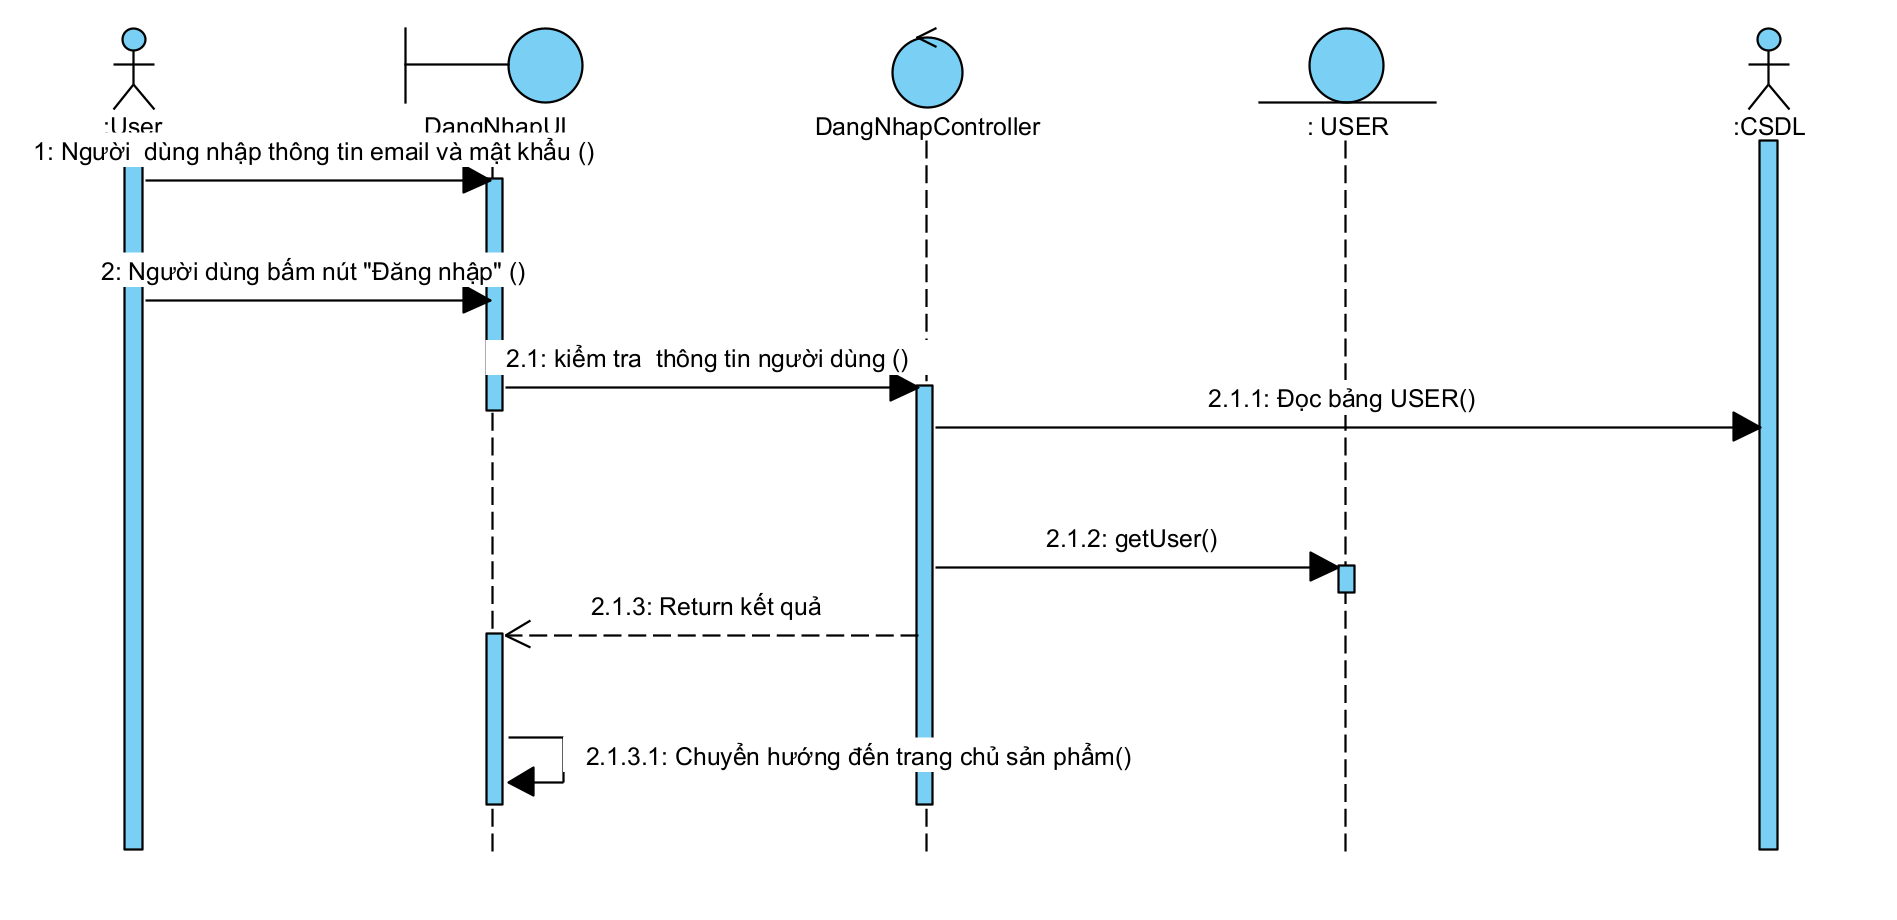 :User
DangNhapUI
DangNhapController
: USER
:CSDL
1: Người  dùng nhập thông tin email và mật khẩu ()
2: Người dùng bấm nút "Đăng nhập" ()
2.1: kiểm tra  thông tin người dùng ()
2.1.1: Đọc bảng USER()
2.1.2: getUser()
2.1.3: Return kết quả
2.1.3.1: Chuyển hướng đến trang chủ sản phẩm()